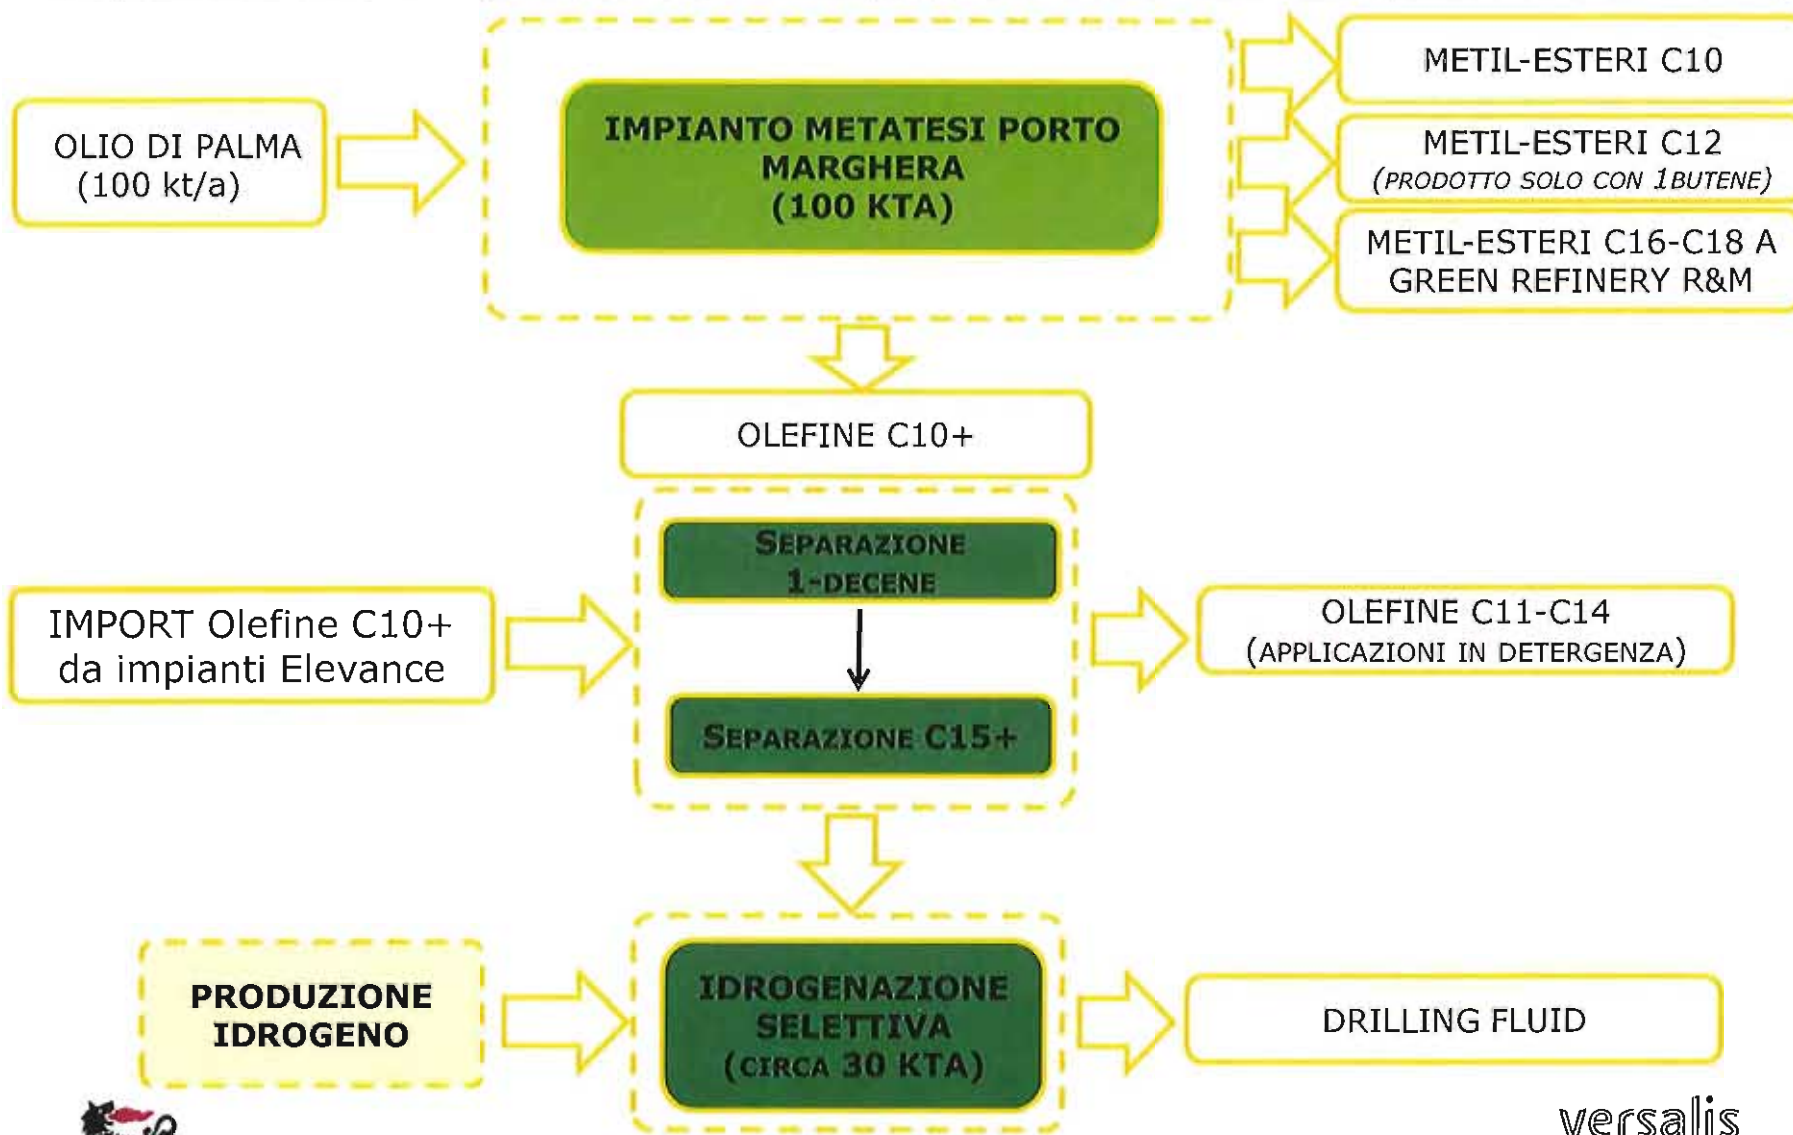 METIL-ESTERI C10
OLIO DI PALMA
(100 kt/a)
IMPIANTO METATESI PORTO
MARGHERA
(100 KTA)
METIL-ESTERI C12
(PRODOTTO SOLO CON 1BUTENE)
METIL-ESTERI C16-C18 A
GREEN REFINERY R&M
OLEFINE C10+
SEPARAZIONE
1-DECENE
IMPORT Olefine C10+
da impianti Elevance
OLEFINE C11-C14
(APPLICAZIONI IN DETERGENZA)
SEPARAZIONE C15+
PRODUZIONE
IDROGENO
IDROGENAZIONE
SELETTIVA
(CIRCA 30 KTA)
DRILLING FLUID
versalis